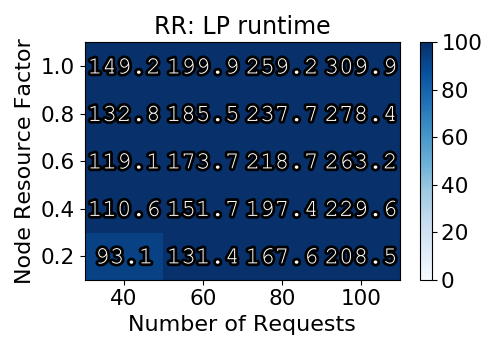 RR: LP runtime
Node Resource Factor
1.0 149.2 199.9 259.2 309.9
0.8 132.8 185.5 237.7 278.4
0.6 119.1 173.7 218.7 263.2
0.4 110.6 151.7 197.4 229.6
0.2 93.1 131.4 167.6 208.5
40 60 80 100
Number of Requests
100
80
60
40
20
0